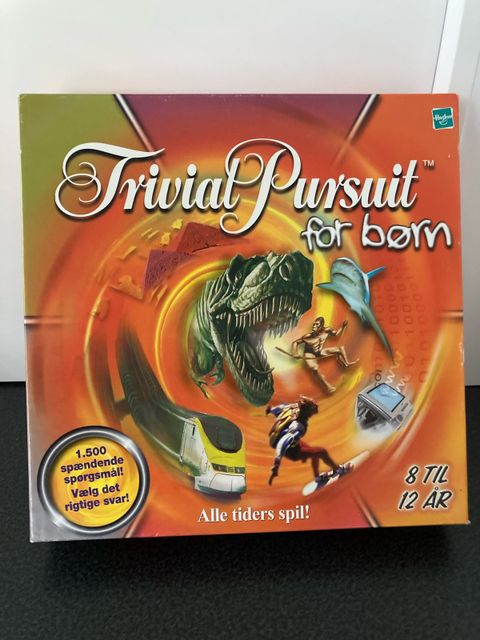 Hasbro
Trivial Pursuit™
for børn
1.500
spændende
spørgsmål!
Vælg det
rigtige svar!
8 TIL
12 ÅR
Alle tiders spil!